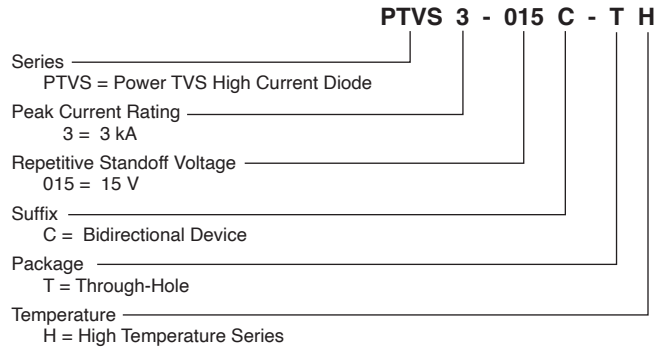 PTVS 3 - 015 C - T H
Series
PTVS = Power TVS High Current Diode
Peak Current Rating
3 = 3 kA
Repetitive Standoff Voltage
015 = 15 V
Suffix
C = Bidirectional Device
Package
T = Through-Hole
Temperature
H = High Temperature Series